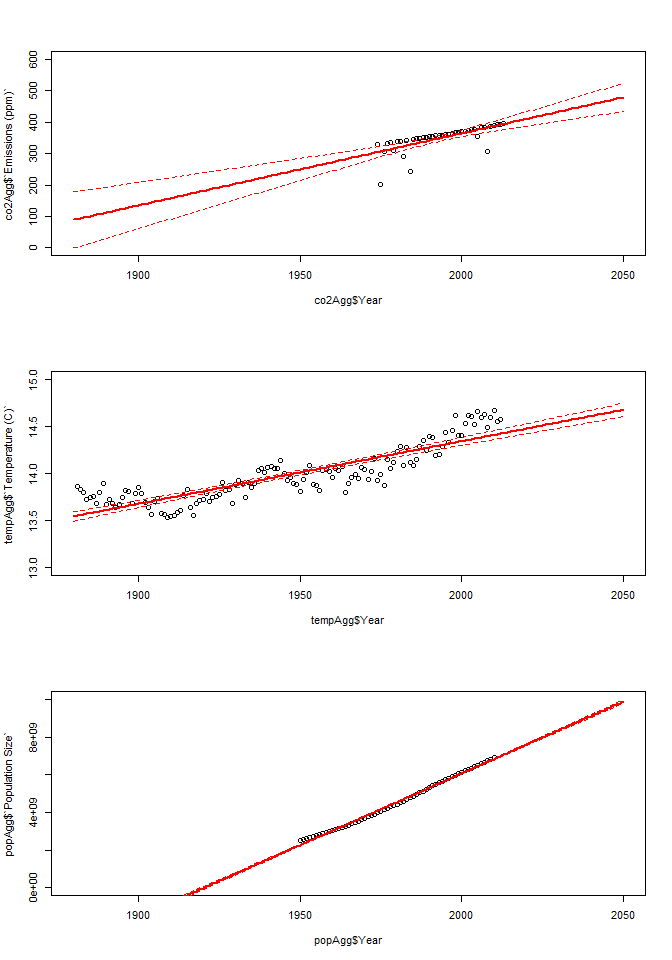 co2Agg$`Emissions (ppm)`
600
500
400
300
200
100
0
1900
1950
2000
2050
co2Agg$Year
tempAgg$`Temperature (C)`
15.0
14.5
14.0
13.5
13.0
1900
1950
2000
2050
tempAgg$Year
popAgg$`Population Size`
8e+09
4e+09
0e+00
1900
1950
2000
2050
popAgg$Year